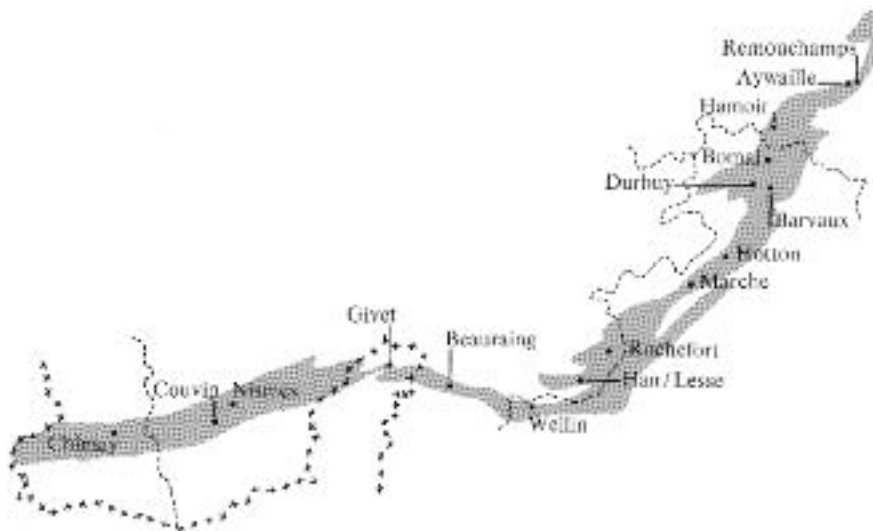 Remouchamps
Aywaille
Hamoir
Bomal
Durbuy
Barvaux
Hotton
Marche
Givet
Beauraing
Rochefort
Couvin
Nismes
Han / Lesse
Wellin
Chimay